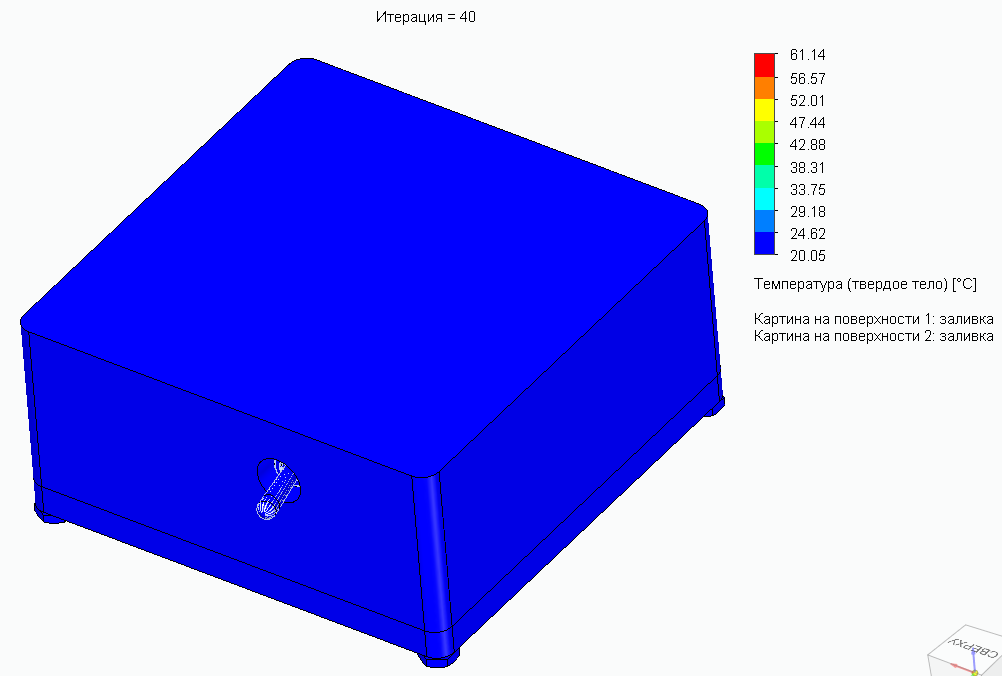 Итерация = 40
61.14
56.57
52.01
47.44
42.88
38.31
33.75
29.18
24.62
20.05
Температура (твердое тело) [°C]
Картина на поверхности 1: заливка
Картина на поверхности 2: заливка
СВЕРХУ